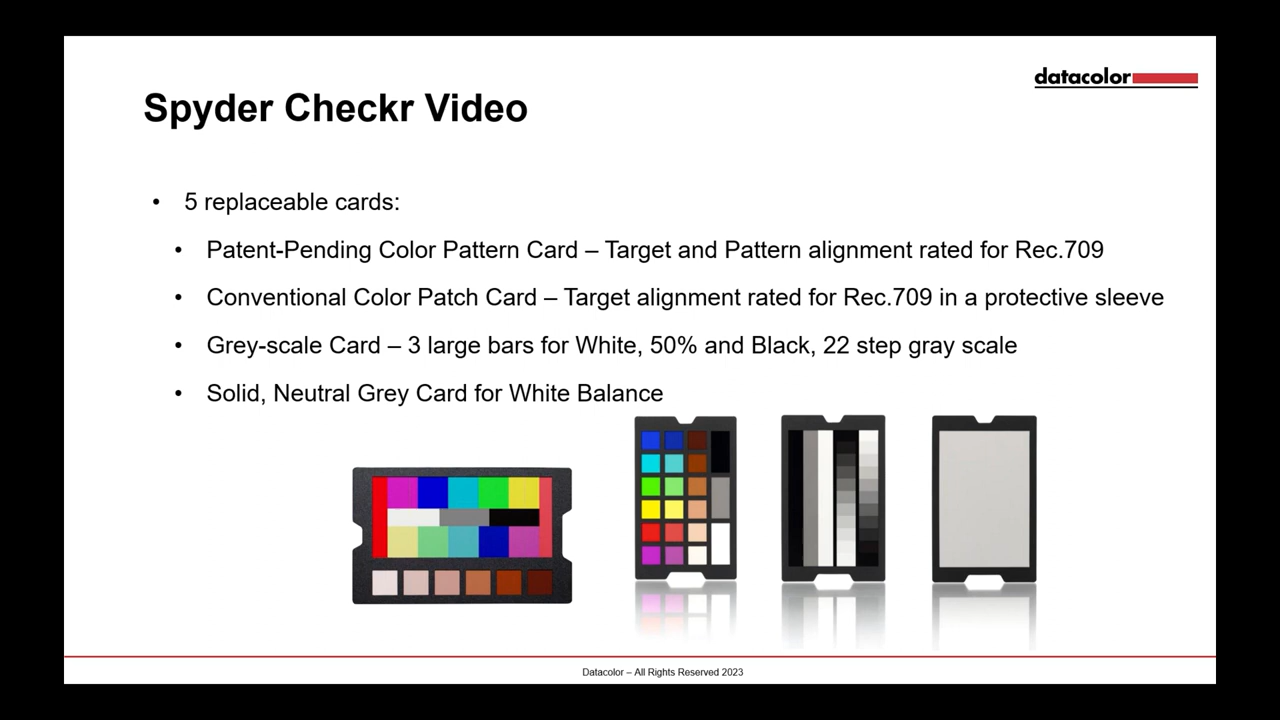 datacolor
Spyder Checkr Video
• 5 replaceable cards:
• Patent-Pending Color Pattern Card – Target and Pattern alignment rated for Rec.709
• Conventional Color Patch Card – Target alignment rated for Rec.709 in a protective sleeve
• Grey-scale Card – 3 large bars for White, 50% and Black, 22 step gray scale
• Solid, Neutral Grey Card for White Balance
Datacolor – All Rights Reserved 2023